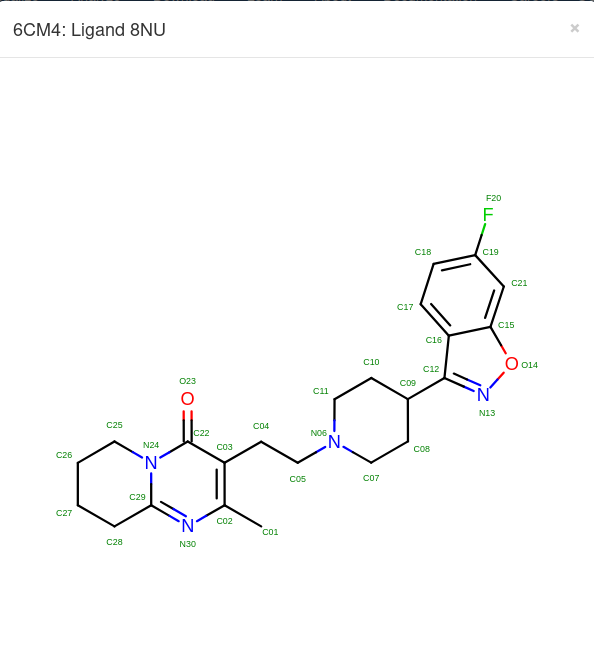 6CM4: Ligand 8NU ×
F20
F
C18 C19
C21
C17
C15
C16
C12 O O14
C10
C09
N
N13
C11
O23
O
C25 C22 C04 N06 N C08
N24 C03
N
C26 C05 C07
C29
C27 C02
N C01
C28 N30